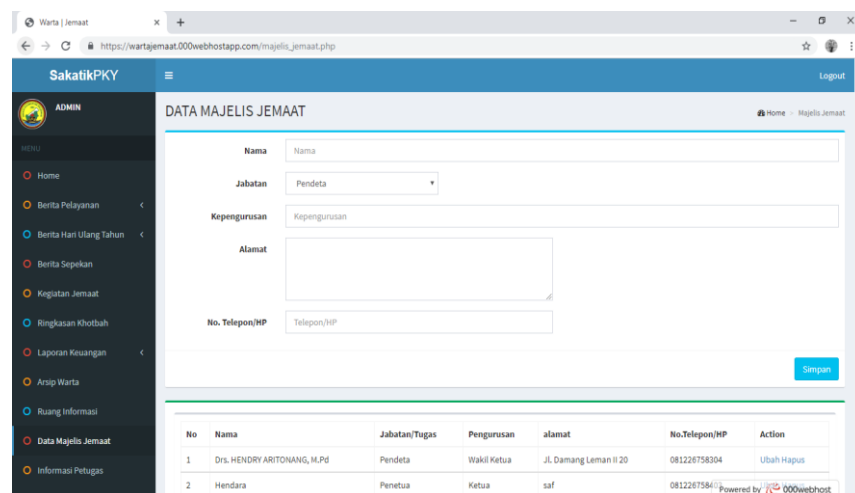 Warta | Jemaat
https://wartajemaat.000webhostapp.com/majelis_jemaat.php
SakatikPKY
Logout
ADMIN
DATA MAJELIS JEMAAT
Home > Majelis Jemaat
MENU
Home
Berita Pelayanan
Berita Hari Ulang Tahun
Berita Sepekan
Kegiatan Jemaat
Ringkasan Khotbah
Laporan Keuangan
Arsip Warta
Ruang Informasi
Data Majelis Jemaat
Informasi Petugas
Nama Nama
Jabatan Pendeta
Kepengurusan Kepengurusan
Alamat
No. Telepon/HP Telepon/HP
Simpan
No Nama Jabatan/Tugas Pengurusan alamat No.Telepon/HP Action
1 Drs. HENDRY ARITONANG, M.Pd Pendeta Wakil Ketua Jl. Damang Leman II 20 081226758304 Ubah Hapus
2 Hendara Penetua Ketua saf
Powered by 000webhost